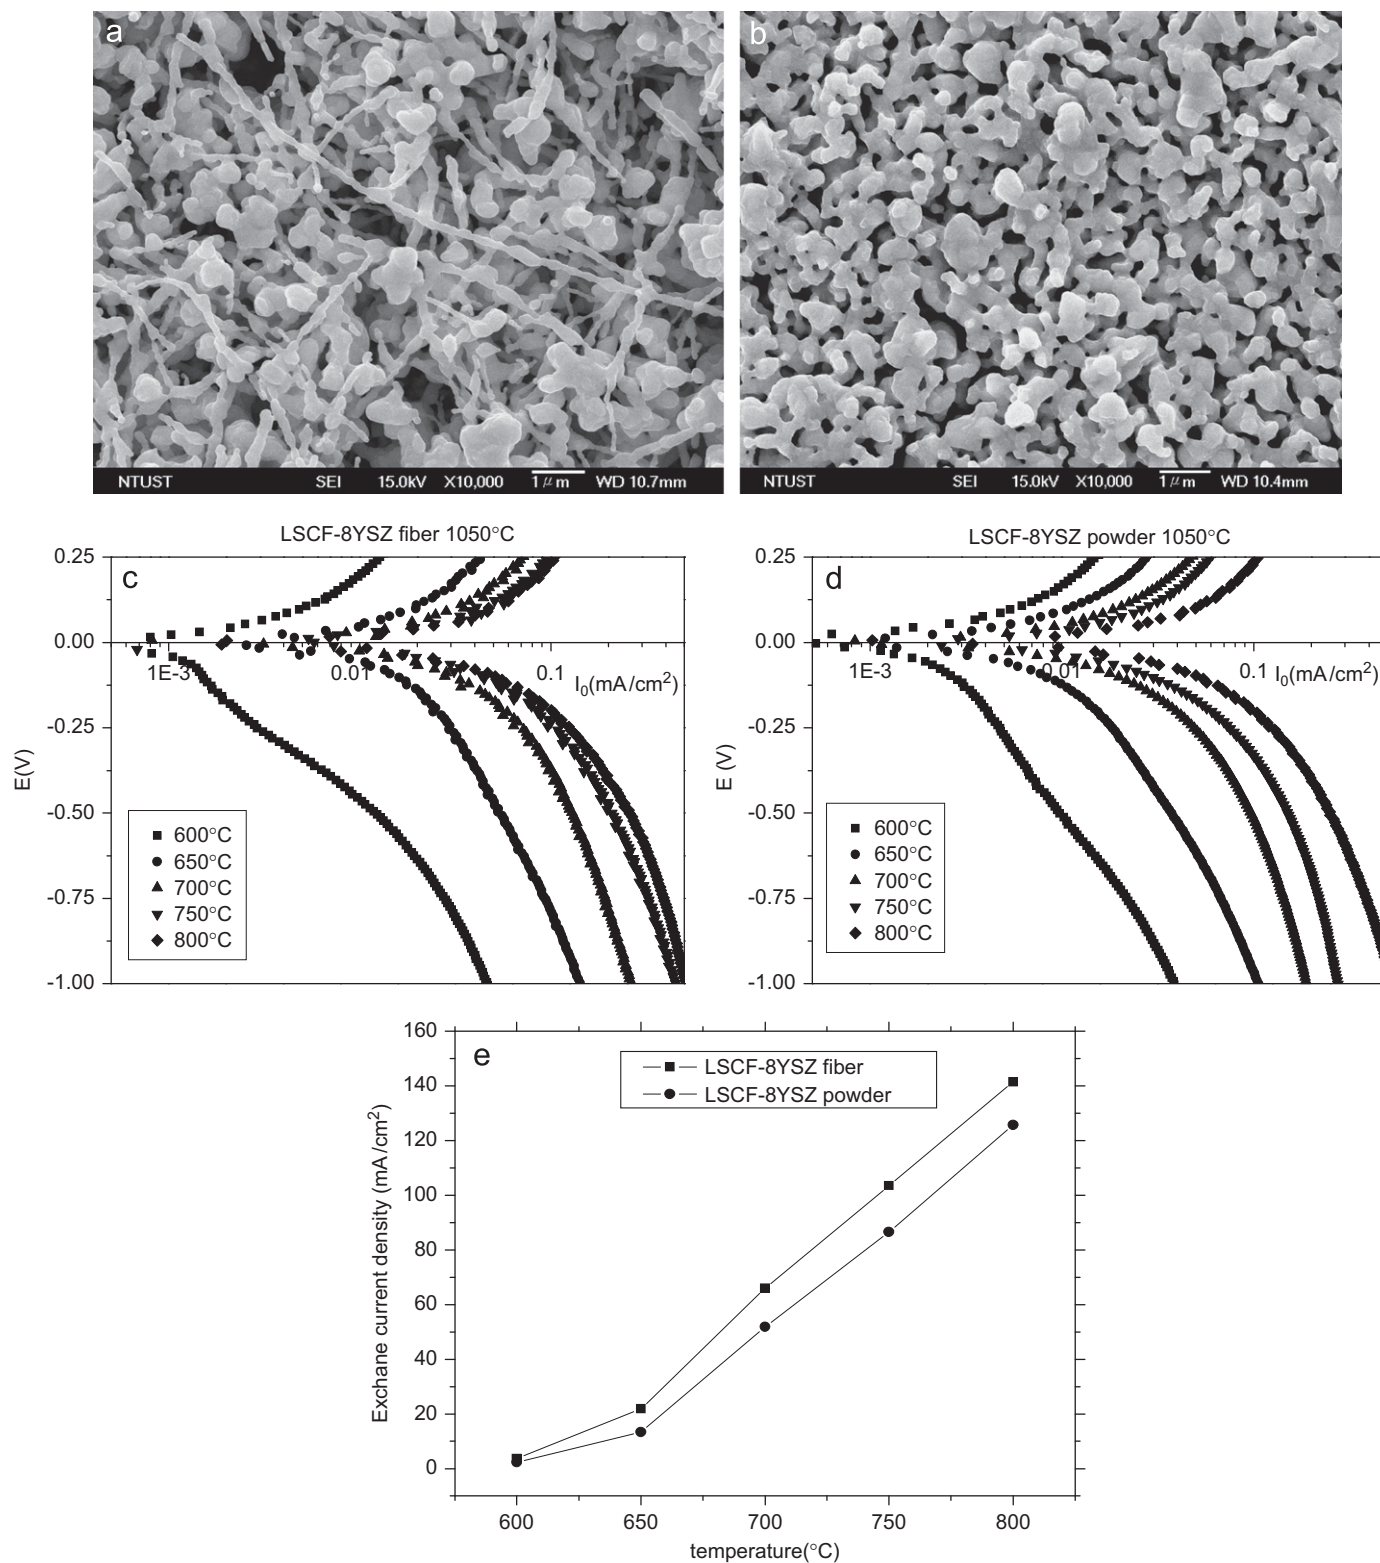 a
b
NTUST SEI 15.0kV X10,000 1μm WD 10.7mm
NTUST SEI 15.0kV X10,000 1μm WD 10.4mm
LSCF-8YSZ fiber 1050°C
c
0.25
0.00
-0.25
-0.50
-0.75
-1.00
E(V)
1E-3 0.01 0.1 I₀(mA/cm²)
600°C
650°C
700°C
750°C
800°C
LSCF-8YSZ powder 1050°C
d
0.25
0.00
-0.25
-0.50
-0.75
-1.00
E (V)
1E-3 0.01 0.1 I₀(mA/cm²)
600°C
650°C
700°C
750°C
800°C
e
LSCF-8YSZ fiber
LSCF-8YSZ powder
160
140
120
100
80
60
40
20
0
Exchane current density (mA/cm²)
600 650 700 750 800
temperature(°C)